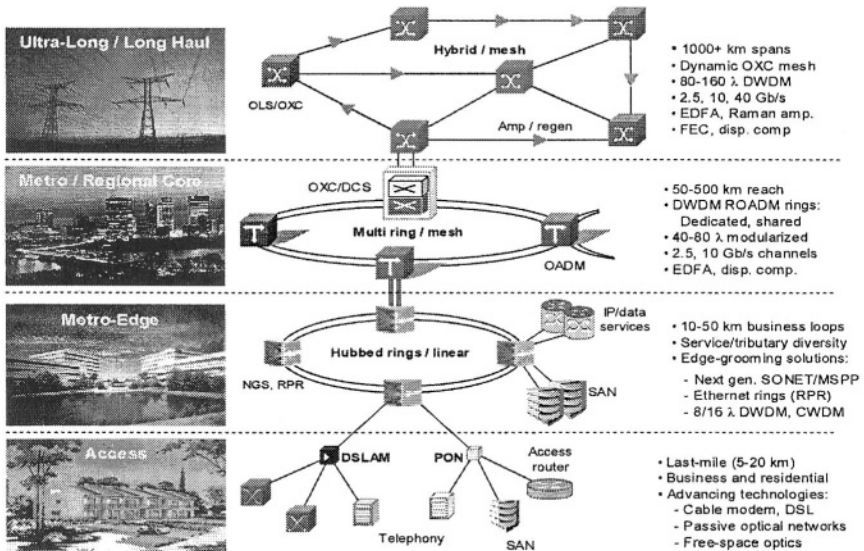 Ultra-Long / Long Haul
Hybrid / mesh
OLS/OXC
Amp / regen
• 1000+ km spans
• Dynamic OXC mesh
• 80-160 λ DWDM
• 2.5, 10, 40 Gb/s
• EDFA, Raman amp.
• FEC, disp. comp
Metro / Regional Core
OXC/DCS
Multi ring / mesh
T
T
T
OADM
• 50-500 km reach
• DWDM ROADM rings:
Dedicated, shared
• 40-80 λ modularized
• 2.5, 10 Gb/s channels
• EDFA, disp. comp.
Metro-Edge
Hubbed rings / linear
NGS, RPR
IP/data
services
SAN
• 10-50 km business loops
• Service/tributary diversity
• Edge-grooming solutions:
- Next gen. SONET/MSPP
- Ethernet rings (RPR)
- 8/16 λ DWDM, CWDM
Access
DSLAM
PON
Access
router
Telephony
SAN
• Last-mile (5-20 km)
• Business and residential
• Advancing technologies:
- Cable modem, DSL
- Passive optical networks
- Free-space optics